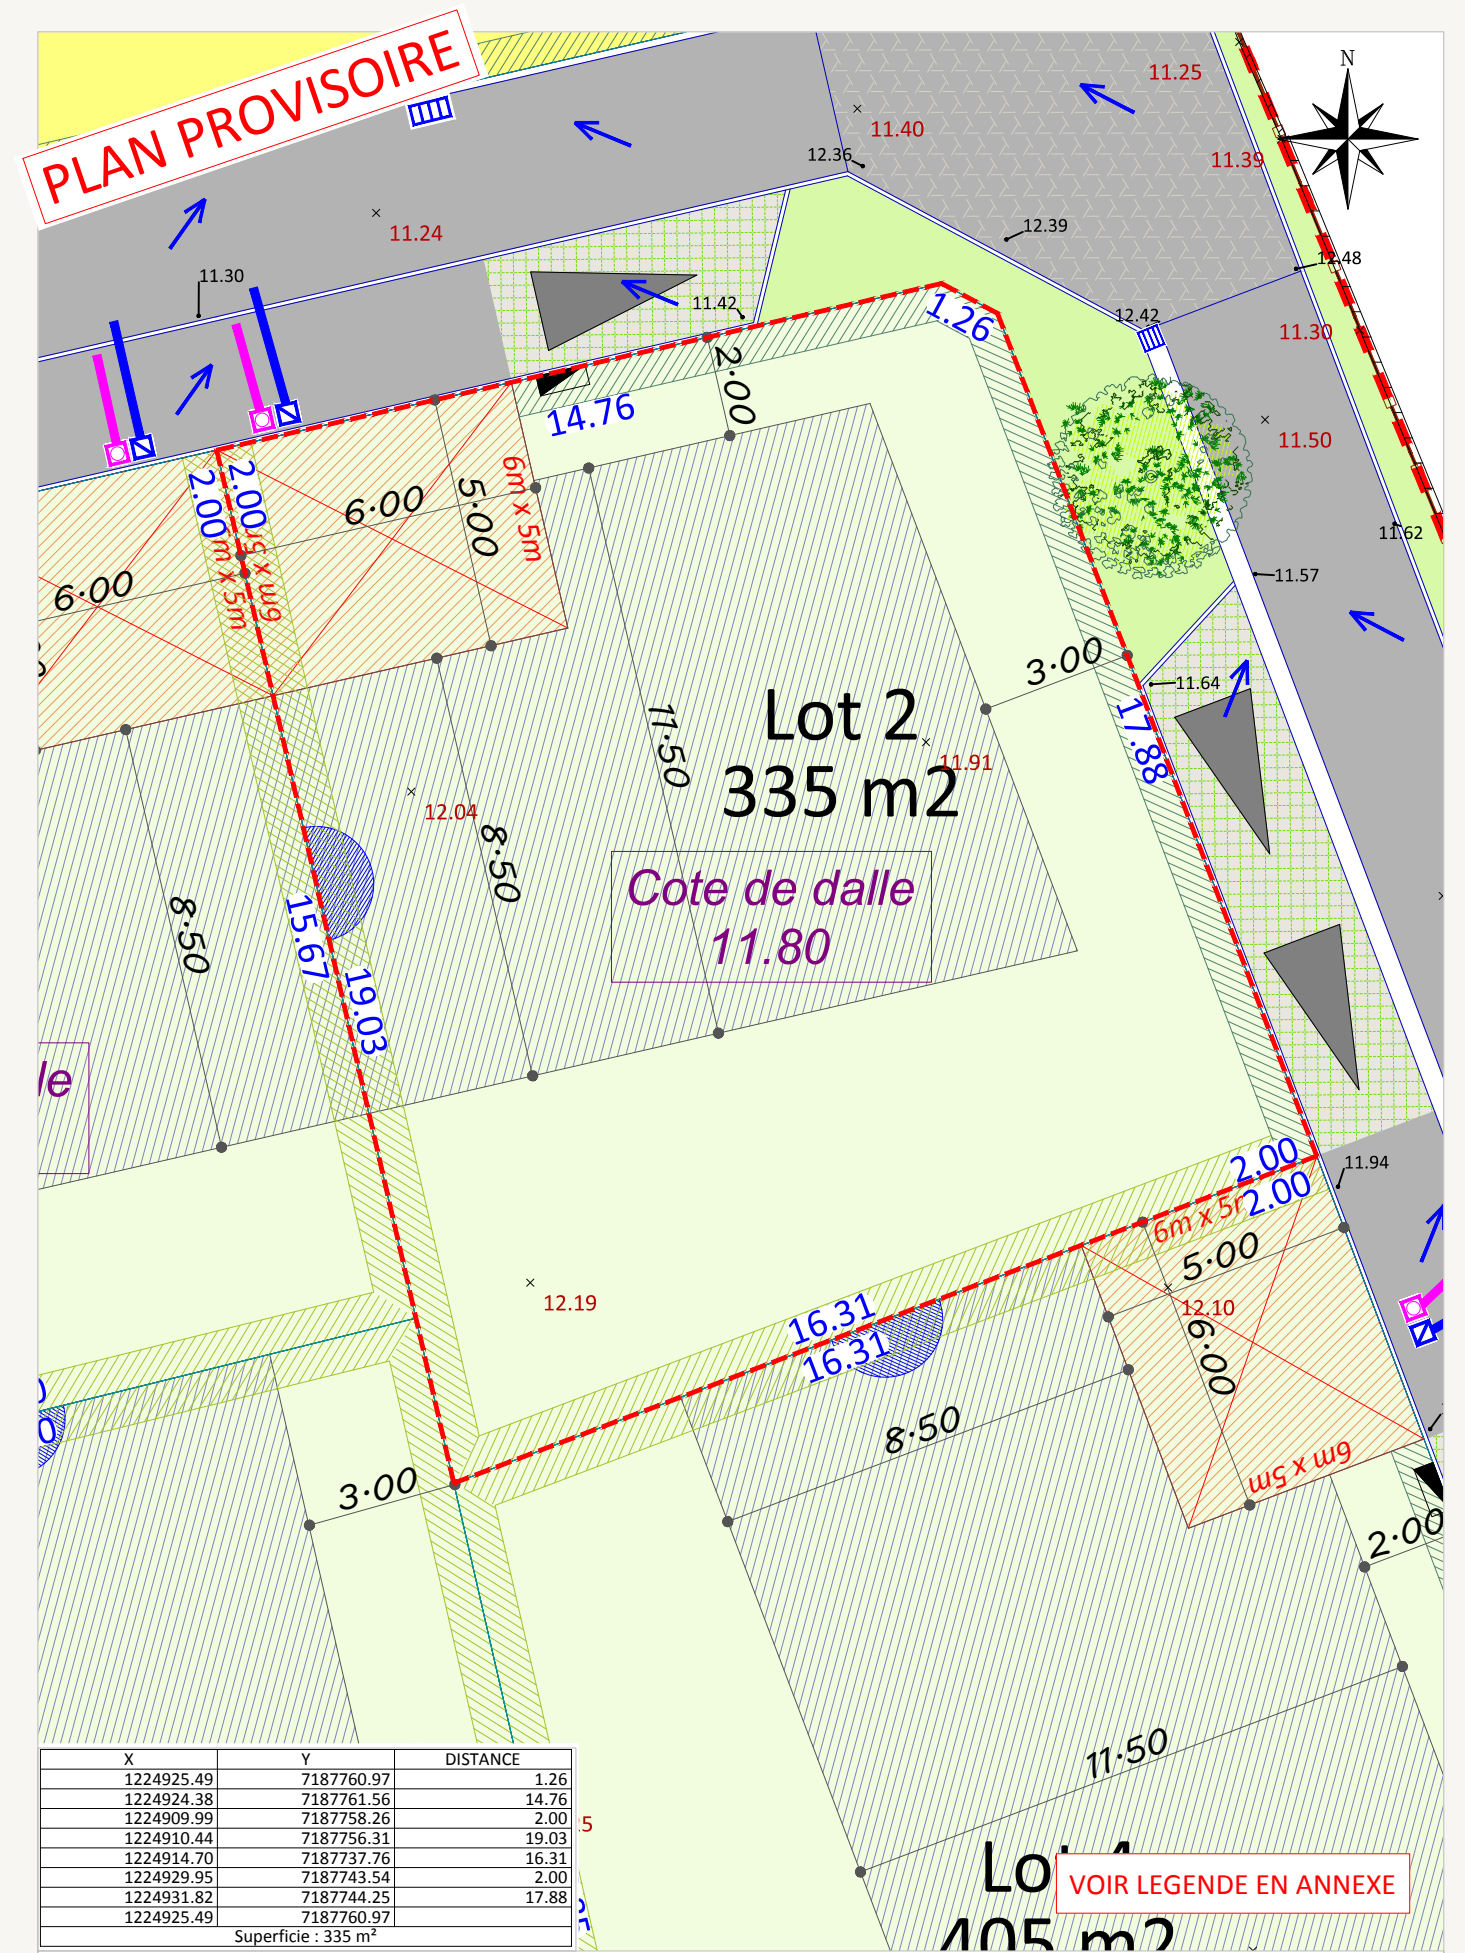 PLAN PROVISOIRE
N
11.25
11.40
12.36
11.39
11.24
12.39
12.48
11.30
11.42
12.42
11.30
1.26
2·00
14.76
11.50
6m x 5m
2.00
2.00
6·00
5·00
6m x 5m
m x 5m
6·00
11.62
11.57
3·00
11.64
Lot 2
335 m2
11·50
17.88
11.91
12.04
8·50
Cote de dalle
11.80
8·50
15.67
19.03
le
2.00
2.00
11.94
6m x 5
5·00
12.19
16.31
16.31
12.10
6·00
8·50
0
3·00
6m x 5m
2·00
11·50
X Y DISTANCE
1224925.49 7187760.97 1.26
1224924.38 7187761.56 14.76
1224909.99 7187758.26 2.00
1224910.44 7187756.31 19.03
1224914.70 7187737.76 16.31
1224929.95 7187743.54 2.00
1224931.82 7187744.25 17.88
1224925.49 7187760.97
Superficie : 335 m²
Lot 4
405 m2
VOIR LEGENDE EN ANNEXE